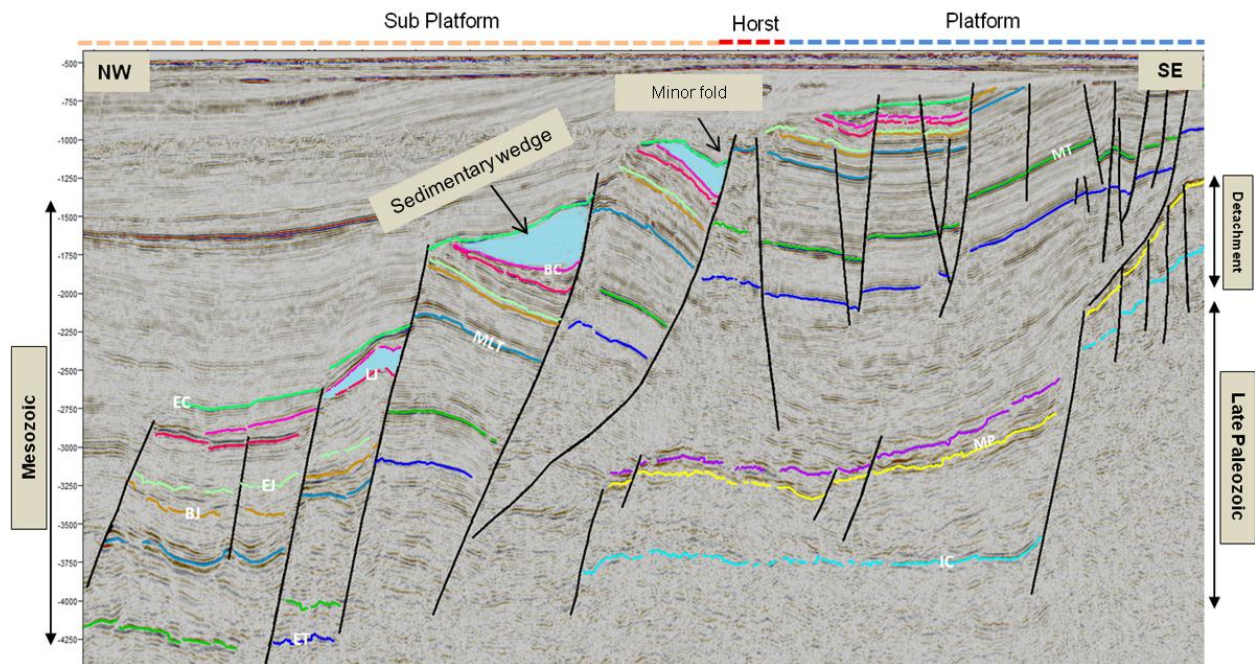 Sub Platform
Horst
Platform
NW
SE
Minor fold
Sedimentary wedge
Mesozoic
Detachment
Late Paleozoic
-500
-750
-1000
-1250
-1500
-1750
-2000
-2250
-2500
-2750
-3000
-3250
-3500
-3750
-4000
-4250
MT
BC
MLT
LJ
EC
EJ
BJ
MP
IC
ET